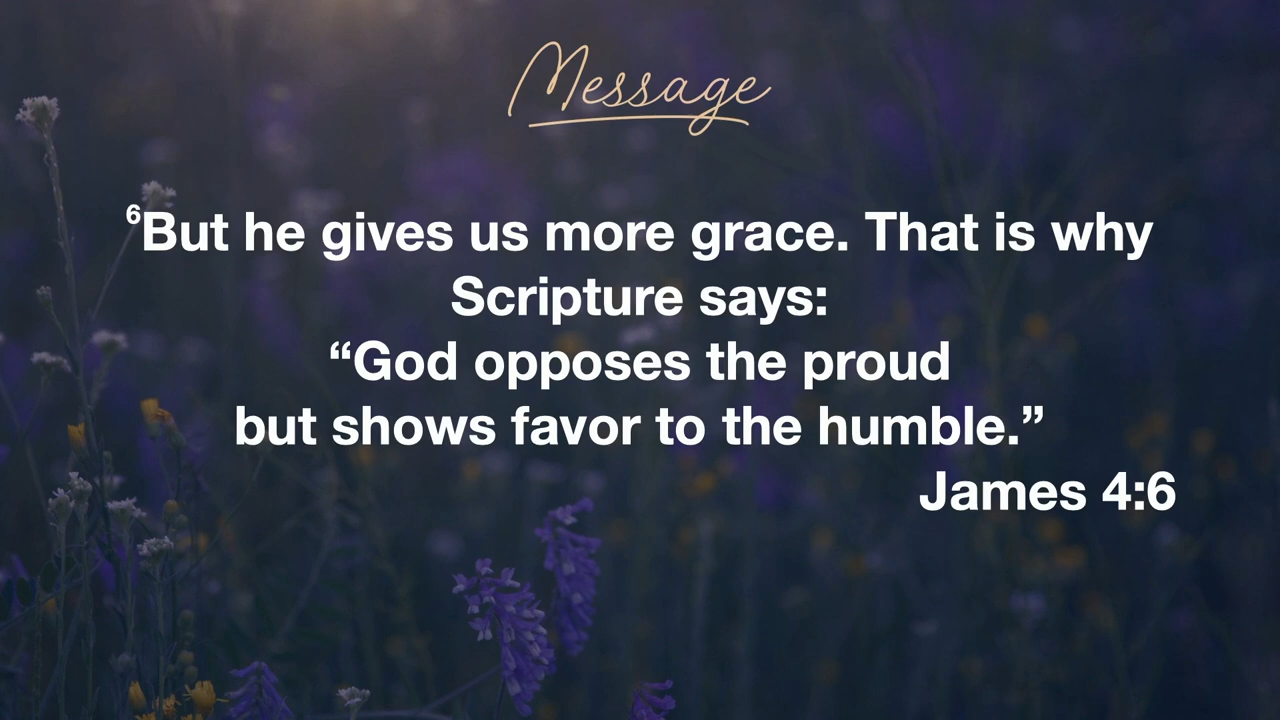 Message
⁶But he gives us more grace. That is why
Scripture says:
“God opposes the proud
but shows favor to the humble.”
James 4:6